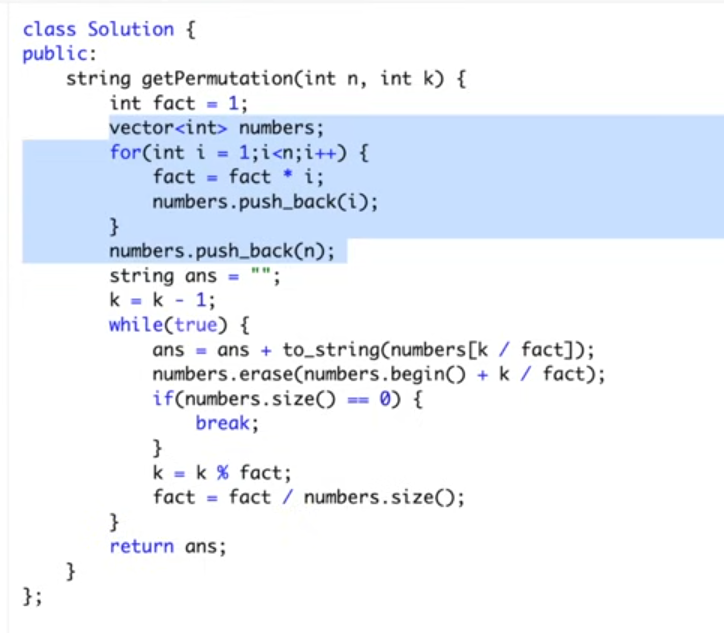 class Solution {
public:
    string getPermutation(int n, int k) {
        int fact = 1;
        vector<int> numbers;
        for(int i = 1;i<n;i++) {
            fact = fact * i;
            numbers.push_back(i);
        }
        numbers.push_back(n);
        string ans = "";
        k = k - 1;
        while(true) {
            ans = ans + to_string(numbers[k / fact]);
            numbers.erase(numbers.begin() + k / fact);
            if(numbers.size() == 0) {
                break;
            }
            k = k % fact;
            fact = fact / numbers.size();
        }
        return ans;
    }
};